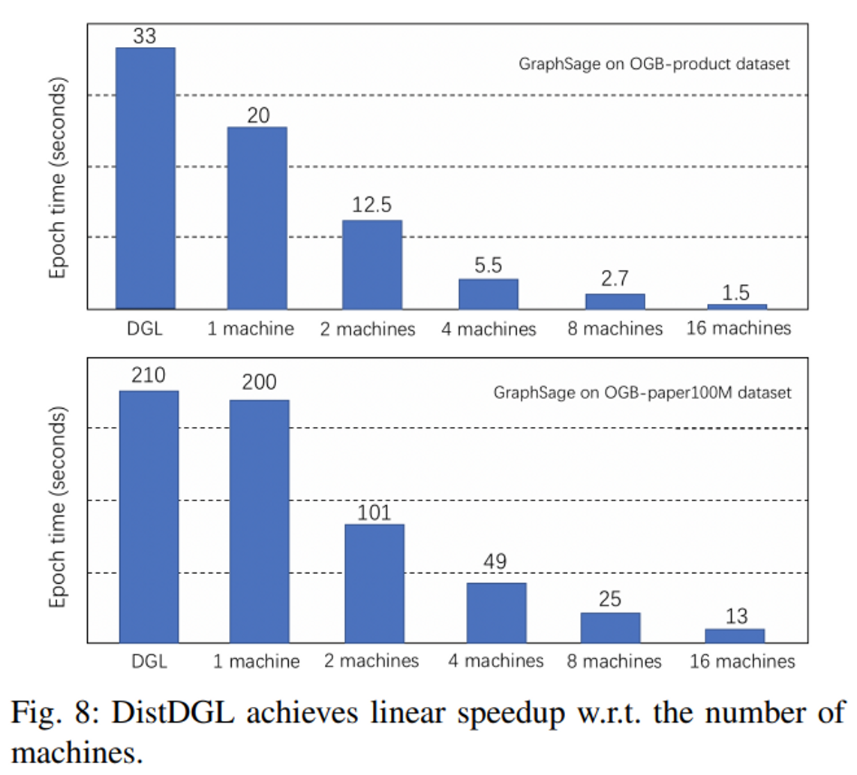 33
GraphSage on OGB-product dataset
20
12.5
5.5
2.7
1.5
Epoch time (seconds)
DGL 1 machine 2 machines 4 machines 8 machines 16 machines
210
200
GraphSage on OGB-paper100M dataset
101
49
25
13
Epoch time (seconds)
DGL 1 machine 2 machines 4 machines 8 machines 16 machines
Fig. 8: DistDGL achieves linear speedup w.r.t. the number of
machines.